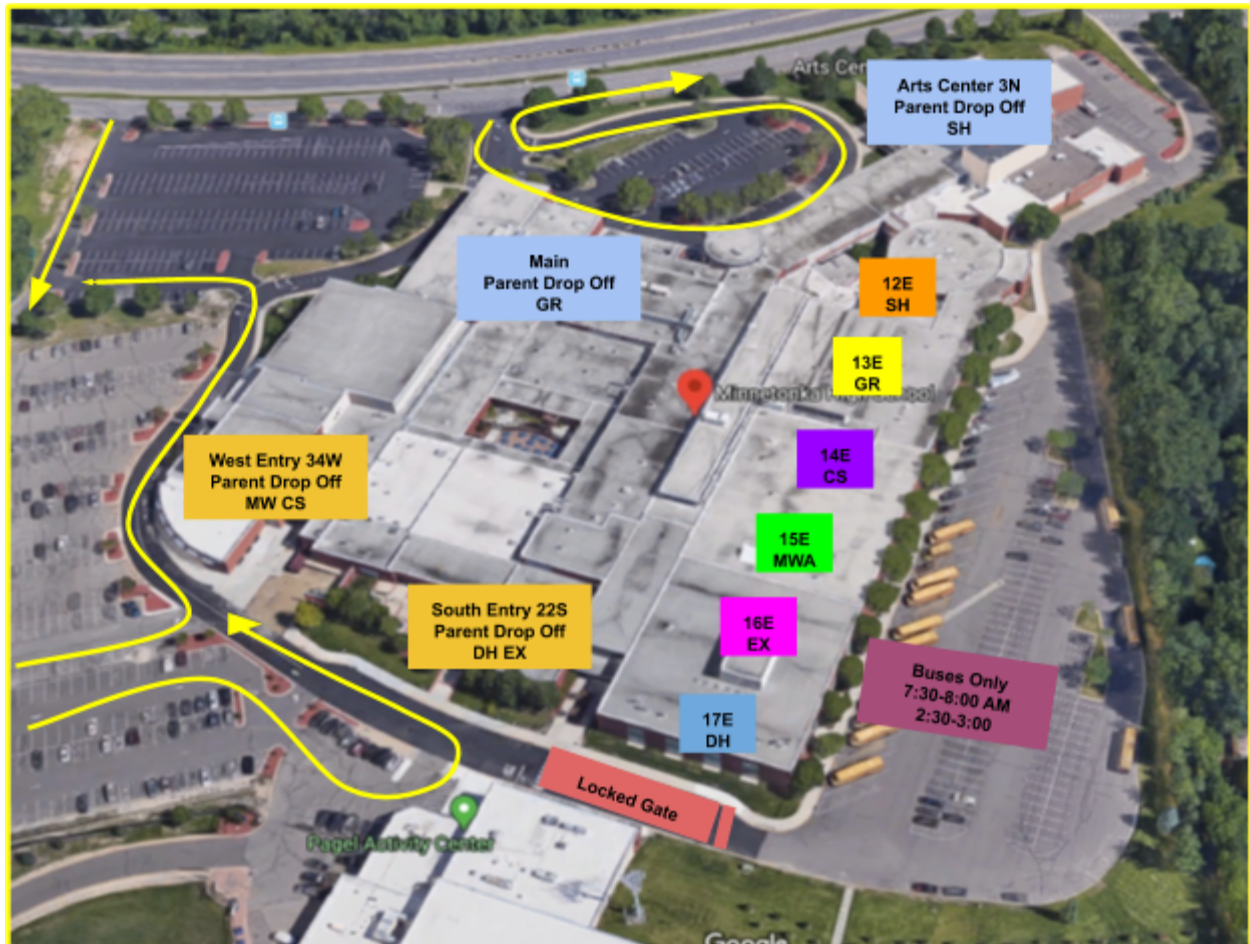 Arts Cen
Arts Center 3N
Parent Drop Off
SH
Main
Parent Drop Off
GR
12E
SH
13E
GR
Minnetonka High School
14E
CS
West Entry 34W
Parent Drop Off
MW CS
15E
MWA
South Entry 22S
Parent Drop Off
DH EX
16E
EX
Buses Only
7:30-8:00 AM
2:30-3:00
17E
DH
Locked Gate
Pagel Activity Center
Google